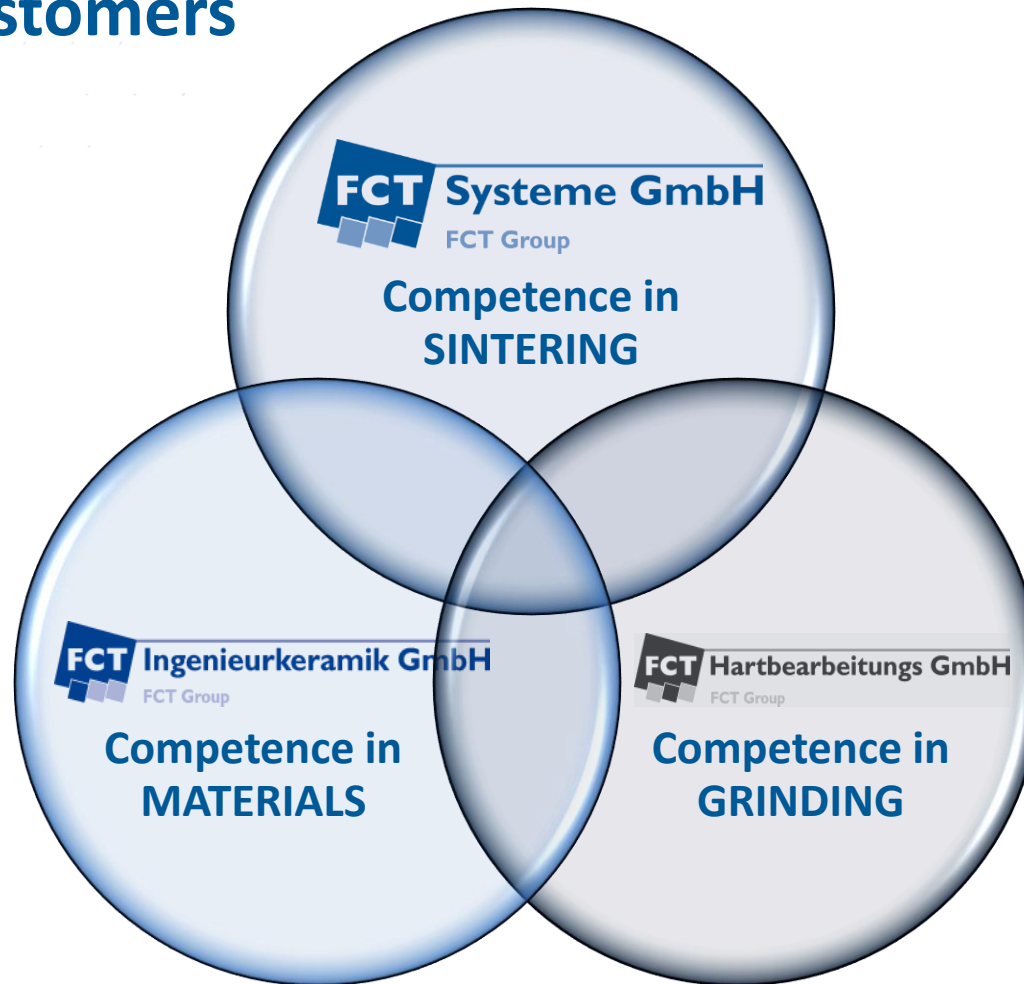 stomers
FCT Systeme GmbH
FCT Group
Competence in
SINTERING
FCT Ingenieurkeramik GmbH
FCT Group
Competence in
MATERIALS
FCT Hartbearbeitungs GmbH
FCT Group
Competence in
GRINDING